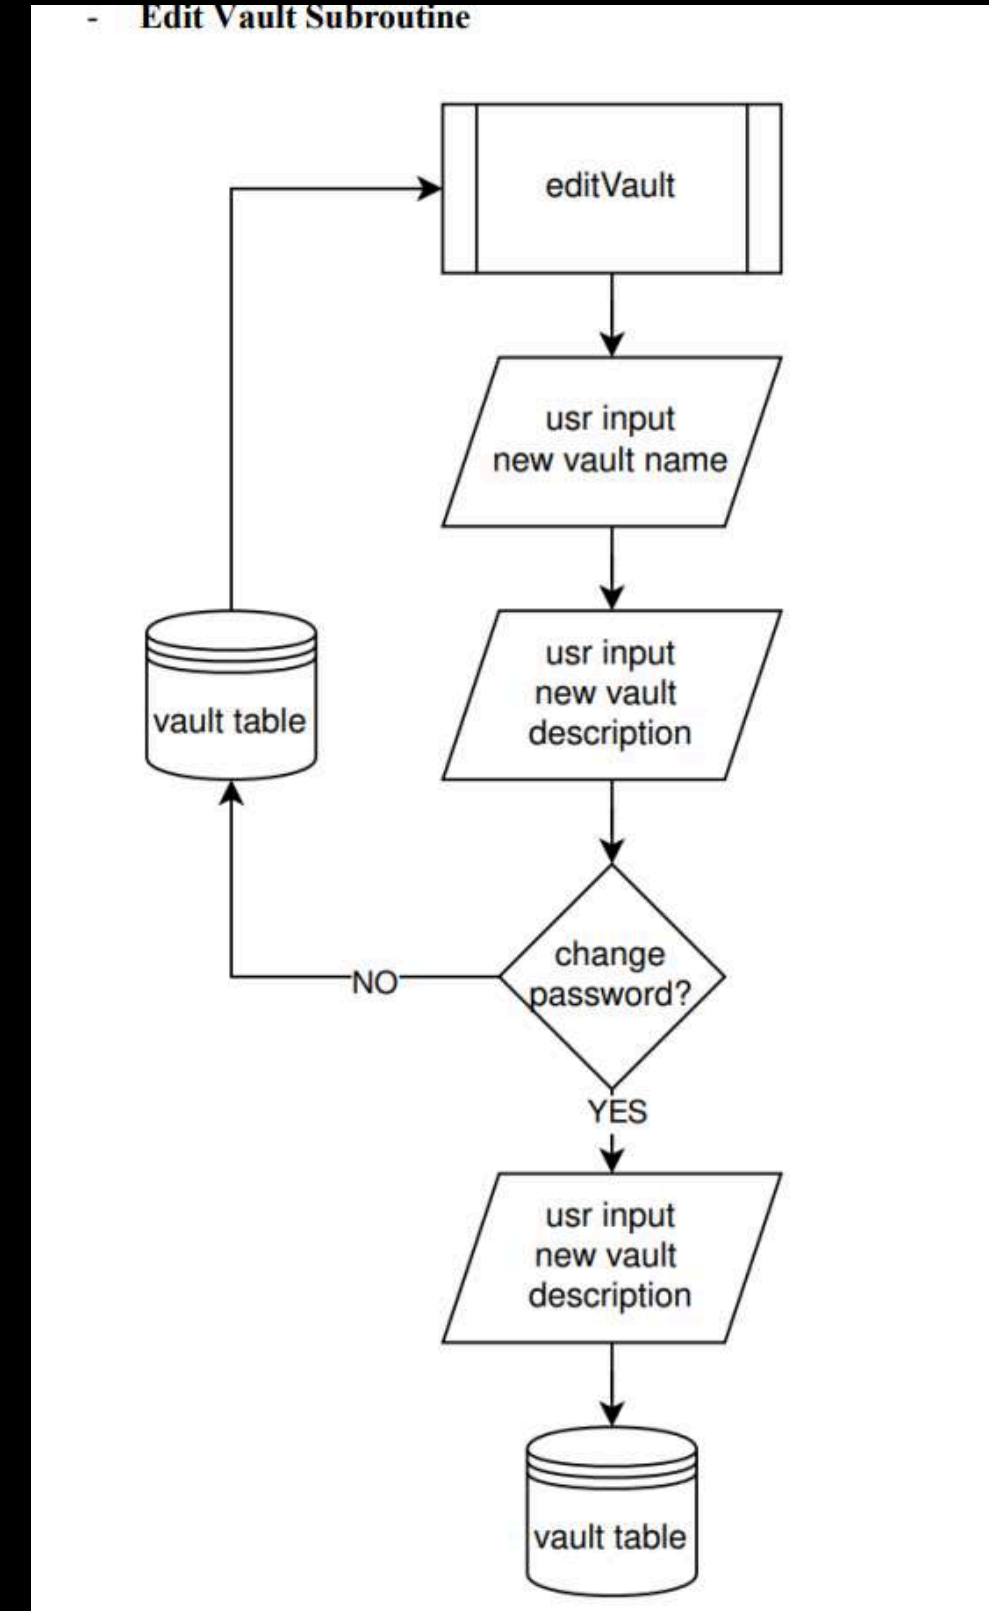 - Edit Vault Subroutine
editVault
usr input
new vault name
usr input
new vault
description
vault table
change
password?
NO
YES
usr input
new vault
description
vault table